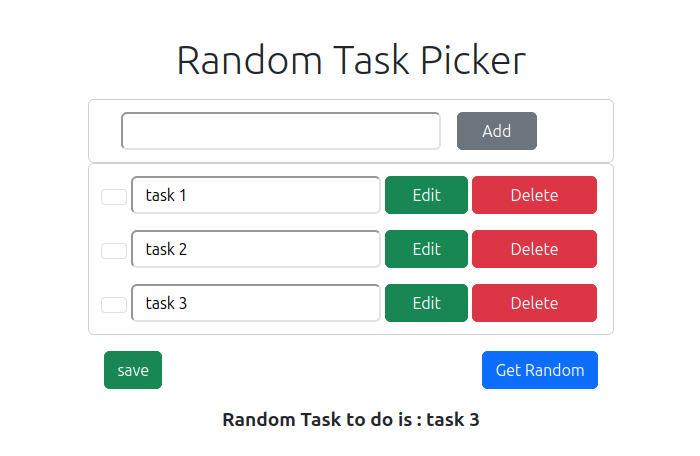 Random Task Picker
Add
task 1 Edit Delete
task 2 Edit Delete
task 3 Edit Delete
save Get Random
Random Task to do is : task 3